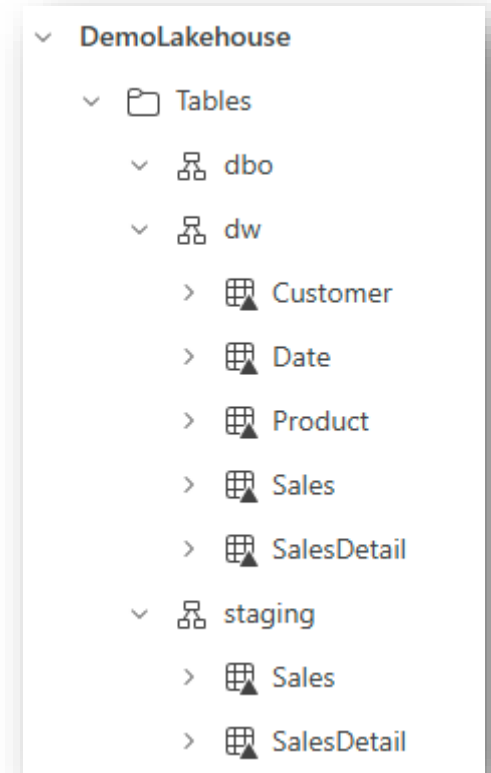 DemoLakehouse
Tables
dbo
dw
Customer
Date
Product
Sales
SalesDetail
staging
Sales
SalesDetail